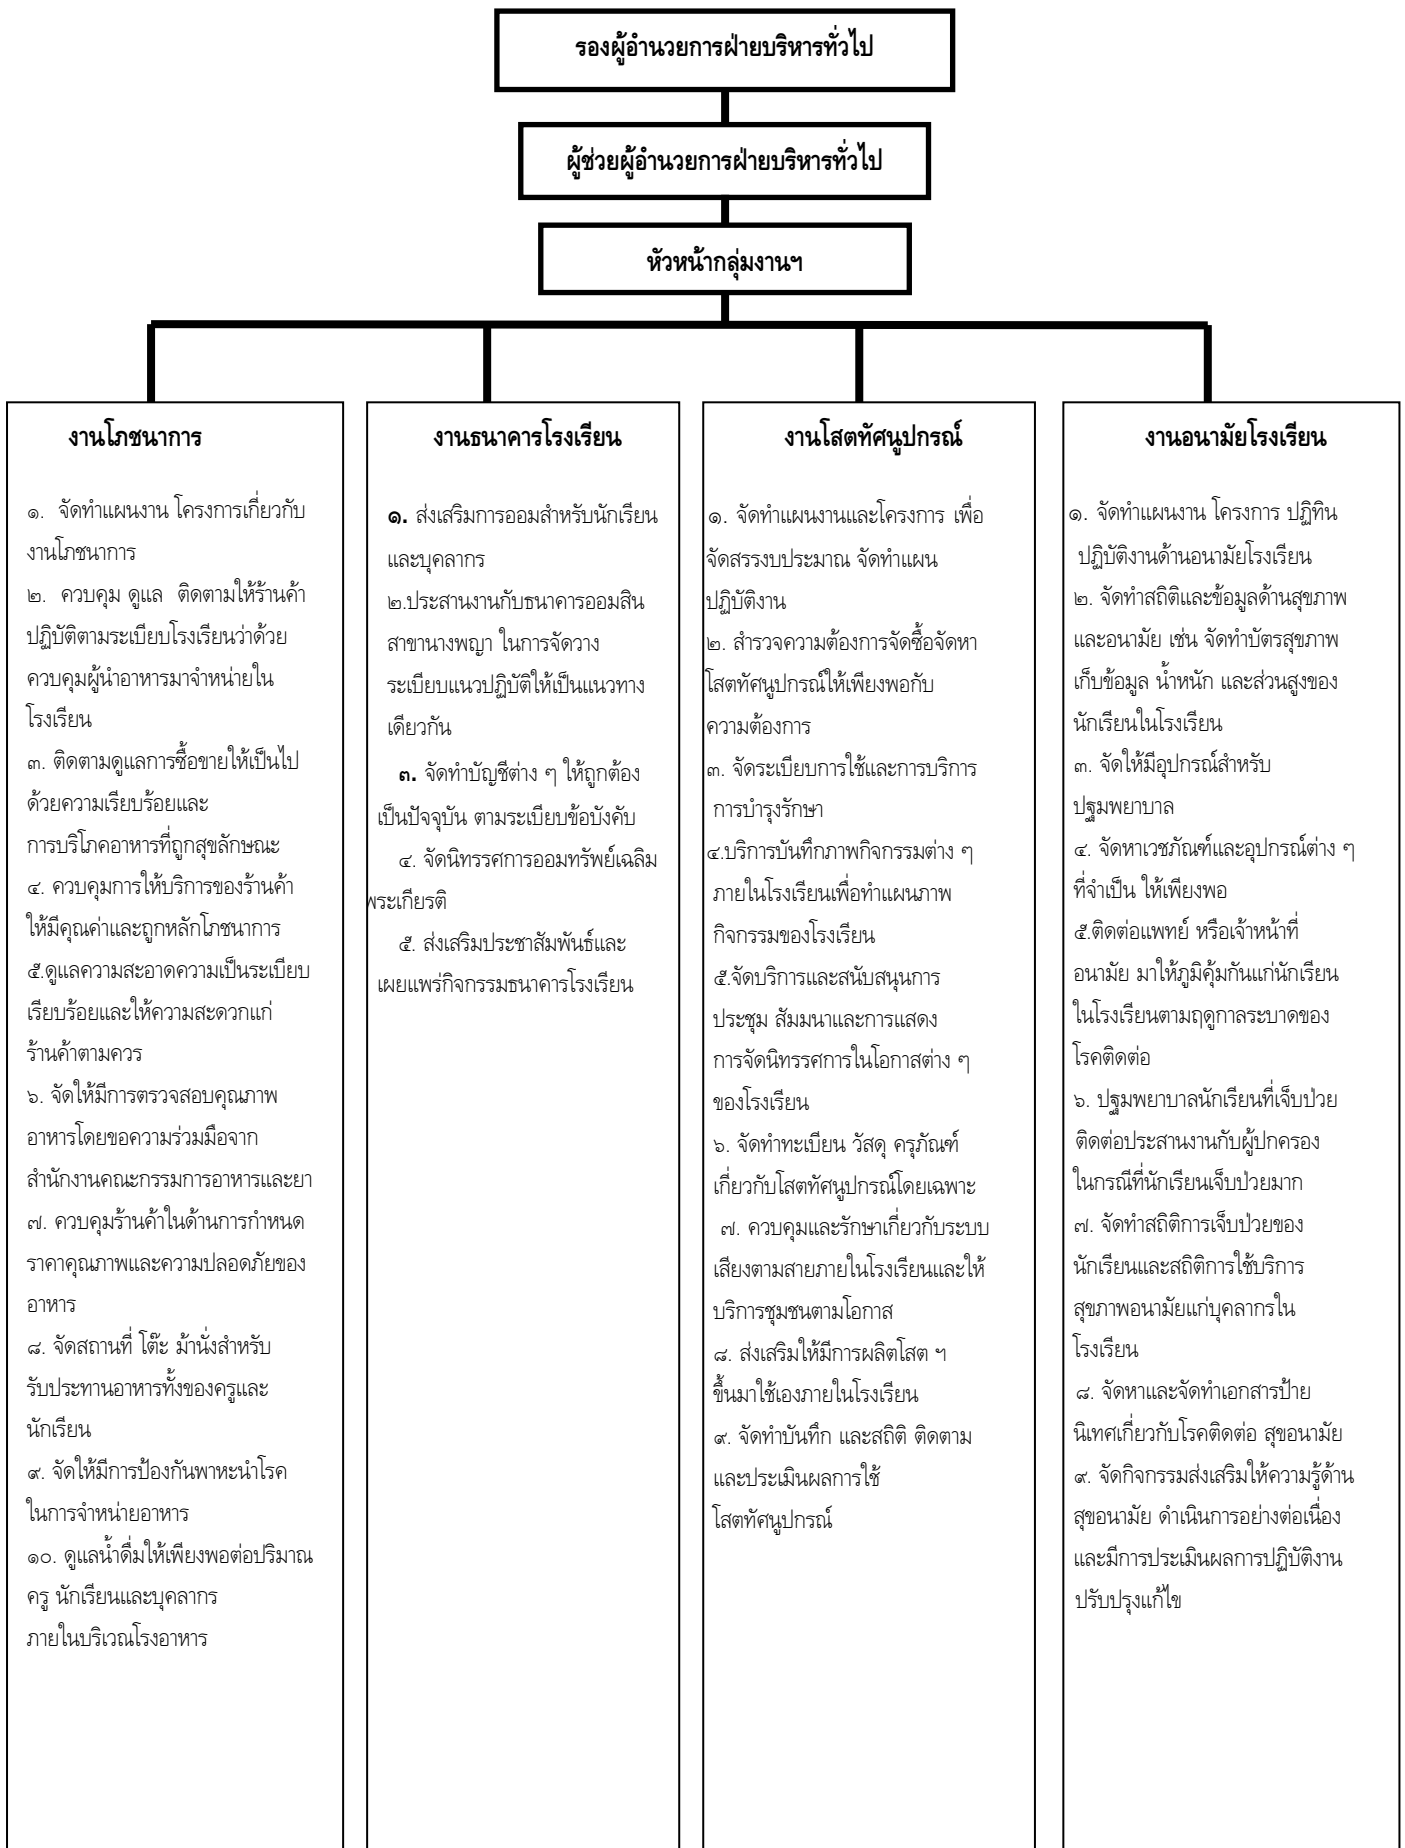 รองผู้อำนวยการฝ่ายบริหารทั่วไป
ผู้ช่วยผู้อำนวยการฝ่ายบริหารทั่วไป
หัวหน้ากลุ่มงานฯ
งานโภชนาการ
๑. จัดทำแผนงาน โครงการเกี่ยวกับ
งานโภชนาการ
๒. ควบคุม ดูแล ติดตามให้ร้านค้า
ปฏิบัติตามระเบียบโรงเรียนว่าด้วย
ควบคุมผู้นำอาหารมาจำหน่ายใน
โรงเรียน
๓. ติดตามดูแลการซื้อขายให้เป็นไป
ด้วยความเรียบร้อยและ
การบริโภคอาหารที่ถูกสุขลักษณะ
๔. ควบคุมการให้บริการของร้านค้า
ให้มีคุณค่าและถูกหลักโภชนาการ
๕.ดูแลความสะอาดความเป็นระเบียบ
เรียบร้อยและให้ความสะดวกแก่
ร้านค้าตามควร
๖. จัดให้มีการตรวจสอบคุณภาพ
อาหารโดยขอความร่วมมือจาก
สำนักงานคณะกรรมการอาหารและยา
๗. ควบคุมร้านค้าในด้านการกำหนด
ราคาคุณภาพและความปลอดภัยของ
อาหาร
๘. จัดสถานที่ โต๊ะ ม้านั่งสำหรับ
รับประทานอาหารทั้งของครูและ
นักเรียน
๙. จัดให้มีการป้องกันพาหะนำโรค
ในการจำหน่ายอาหาร
๑๐. ดูแลน้ำดื่มให้เพียงพอต่อปริมาณ
ครู นักเรียนและบุคลากร
ภายในบริเวณโรงอาหาร
งานธนาคารโรงเรียน
๑. ส่งเสริมการออมสำหรับนักเรียน
และบุคลากร
๒.ประสานงานกับธนาคารออมสิน
สาขานางพญา ในการจัดวาง
ระเบียบแนวปฏิบัติให้เป็นแนวทาง
เดียวกัน
๓. จัดทำบัญชีต่าง ๆ ให้ถูกต้อง
เป็นปัจจุบัน ตามระเบียบข้อบังคับ
๔. จัดนิทรรศการออมทรัพย์เฉลิม
พระเกียรติ
๕. ส่งเสริมประชาสัมพันธ์และ
เผยแพร่กิจกรรมธนาคารโรงเรียน
งานโสตทัศนูปกรณ์
๑. จัดทำแผนงานและโครงการ เพื่อ
จัดสรรงบประมาณ จัดทำแผน
ปฏิบัติงาน
๒. สำรวจความต้องการจัดซื้อจัดหา
โสตทัศนูปกรณ์ให้เพียงพอกับ
ความต้องการ
๓. จัดระเบียบการใช้และการบริการ
การบำรุงรักษา
๔.บริการบันทึกภาพกิจกรรมต่าง ๆ
ภายในโรงเรียนเพื่อทำแผนภาพ
กิจกรรมของโรงเรียน
๕.จัดบริการและสนับสนุนการ
ประชุม สัมมนาและการแสดง
การจัดนิทรรศการในโอกาสต่าง ๆ
ของโรงเรียน
๖. จัดทำทะเบียน วัสดุ ครุภัณฑ์
เกี่ยวกับโสตทัศนูปกรณ์โดยเฉพาะ
๗. ควบคุมและรักษาเกี่ยวกับระบบ
เสียงตามสายภายในโรงเรียนและให้
บริการชุมชนตามโอกาส
๘. ส่งเสริมให้มีการผลิตโสต ฯ
ขึ้นมาใช้เองภายในโรงเรียน
๙. จัดทำบันทึก และสถิติ ติดตาม
และประเมินผลการใช้
โสตทัศนูปกรณ์
งานอนามัยโรงเรียน
๑. จัดทำแผนงาน โครงการ ปฏิทิน
ปฏิบัติงานด้านอนามัยโรงเรียน
๒. จัดทำสถิติและข้อมูลด้านสุขภาพ
และอนามัย เช่น จัดทำบัตรสุขภาพ
เก็บข้อมูล น้ำหนัก และส่วนสูงของ
นักเรียนในโรงเรียน
๓. จัดให้มีอุปกรณ์สำหรับ
ปฐมพยาบาล
๔. จัดหาเวชภัณฑ์และอุปกรณ์ต่าง ๆ
ที่จำเป็น ให้เพียงพอ
๕.ติดต่อแพทย์ หรือเจ้าหน้าที่
อนามัย มาให้ภูมิคุ้มกันแก่นักเรียน
ในโรงเรียนตามฤดูกาลระบาดของ
โรคติดต่อ
๖. ปฐมพยาบาลนักเรียนที่เจ็บป่วย
ติดต่อประสานงานกับผู้ปกครอง
ในกรณีที่นักเรียนเจ็บป่วยมาก
๗. จัดทำสถิติการเจ็บป่วยของ
นักเรียนและสถิติการใช้บริการ
สุขภาพอนามัยแก่บุคลากรใน
โรงเรียน
๘. จัดหาและจัดทำเอกสารป้าย
นิเทศเกี่ยวกับโรคติดต่อ สุขอนามัย
๙. จัดกิจกรรมส่งเสริมให้ความรู้ด้าน
สุขอนามัย ดำเนินการอย่างต่อเนื่อง
และมีการประเมินผลการปฏิบัติงาน
ปรับปรุงแก้ไข